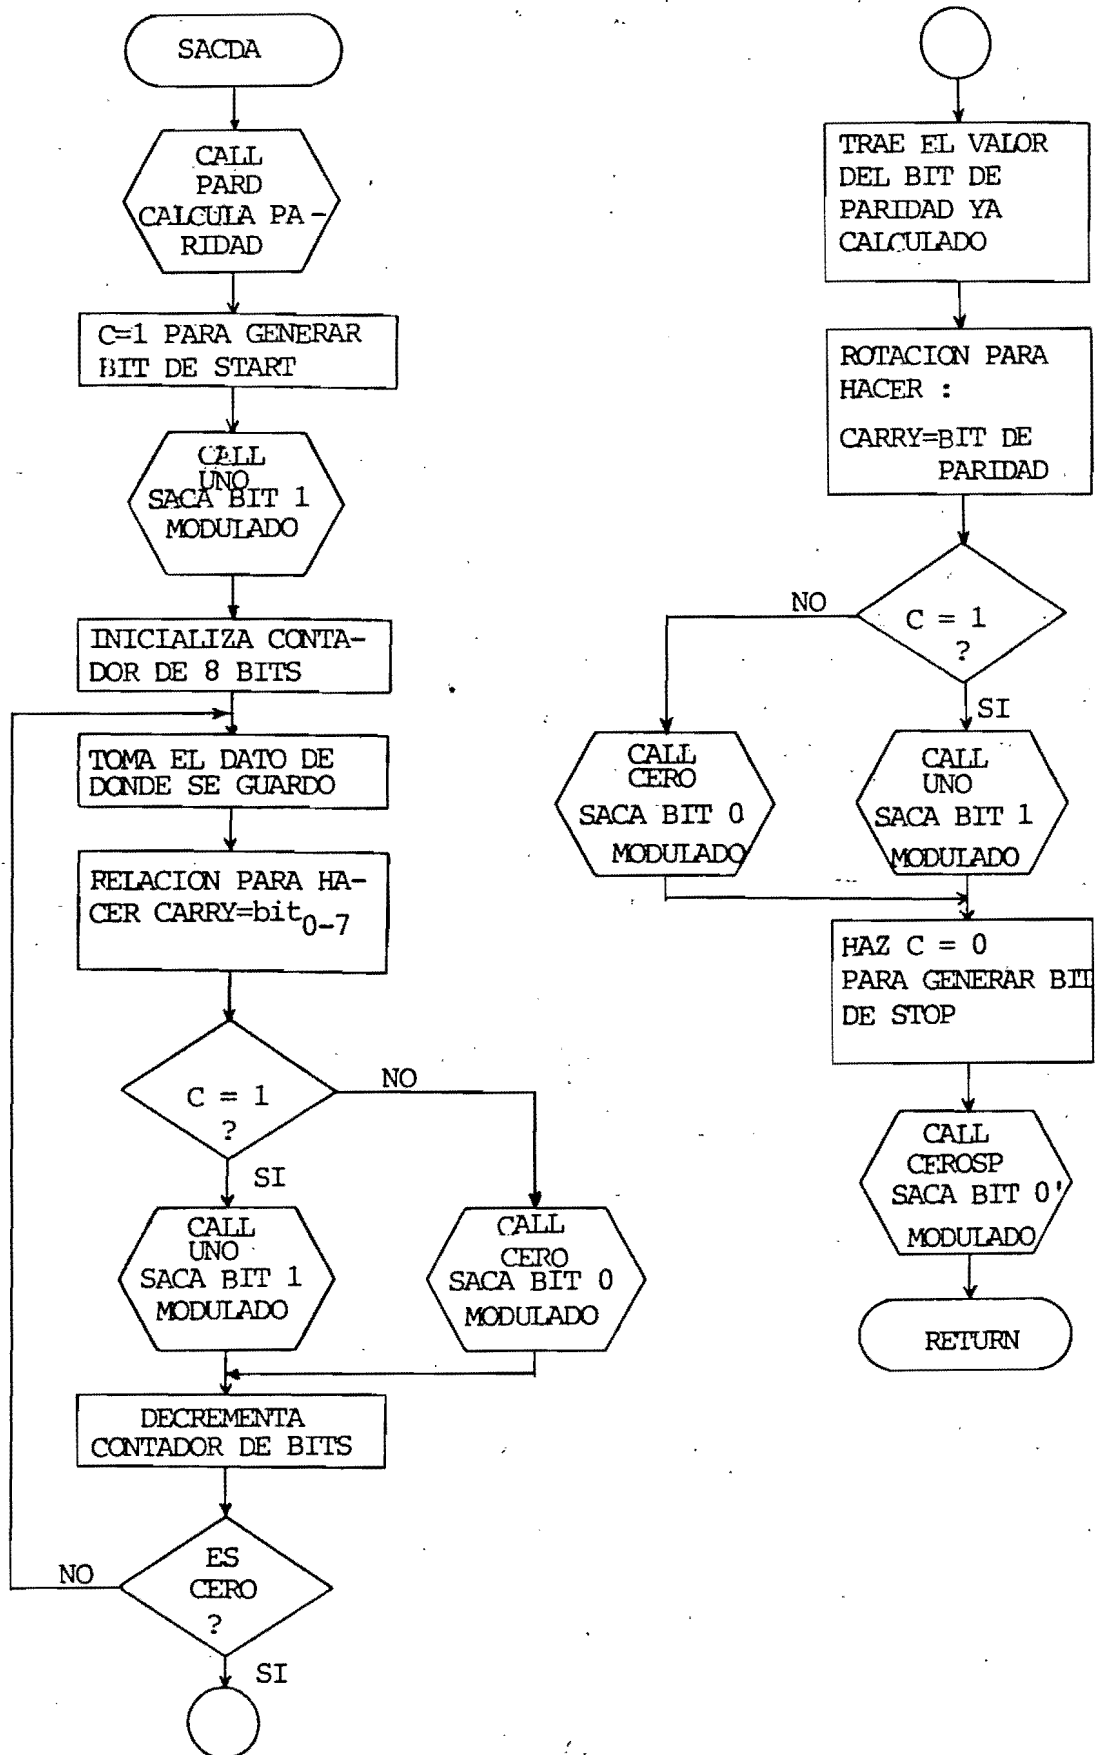 SACDA
CALL
PARD
CALCULA PA-
RIDAD
C=1 PARA GENERAR
BIT DE START
CALL
UNO
SACA BIT 1
MODULADO
INICIALIZA CONTA-
DOR DE 8 BITS
TOMA EL DATO DE
DONDE SE GUARDO
RELACION PARA HA-
CER CARRY=bit0-7
C = 1
?
NO
SI
CALL
UNO
SACA BIT 1
MODULADO
CALL
CERO
SACA BIT 0
MODULADO
DECREMENTA
CONTADOR DE BITS
ES
CERO
?
NO
SI
TRAE EL VALOR
DEL BIT DE
PARIDAD YA
CALCULADO
ROTACION PARA
HACER :
CARRY=BIT DE
PARIDAD
C = 1
?
NO
SI
CALL
CERO
SACA BIT 0
MODULADO
CALL
UNO
SACA BIT 1
MODULADO
HAZ C = 0
PARA GENERAR BIT
DE STOP
CALL
CEROSP
SACA BIT 0'
MODULADO
RETURN